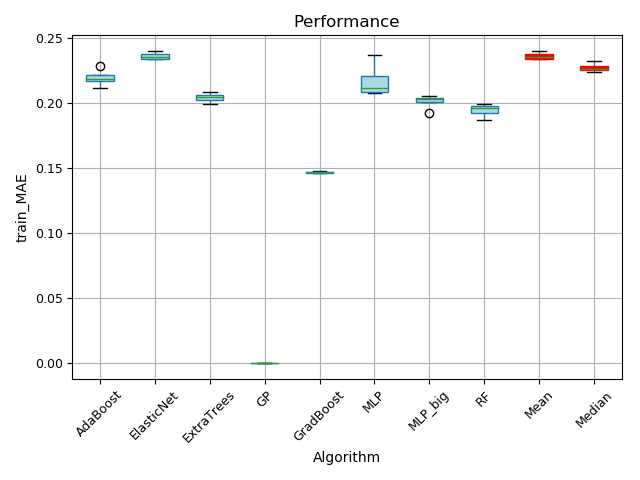 Performance
0.25
0.20
0.15
0.10
0.05
0.00
train_MAE
AdaBoost
ElasticNet
ExtraTrees
GP
GradBoost
MLP
MLP_big
RF
Mean
Median
Algorithm